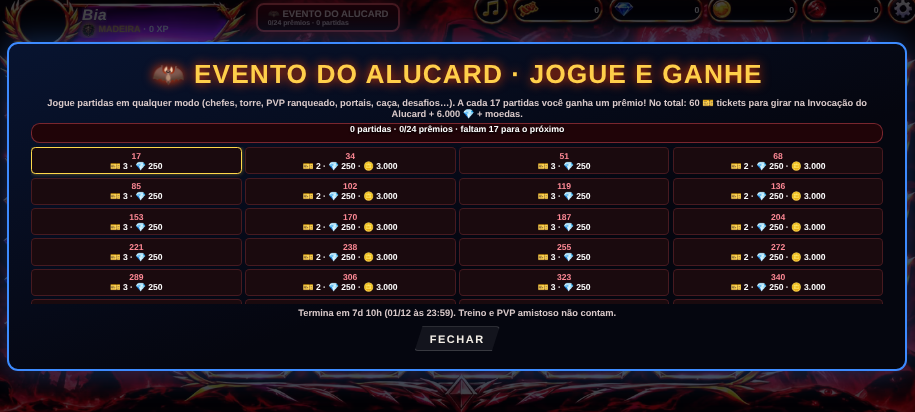 Bia
MADEIRA · 0 XP
EVENTO DO ALUCARD
0/24 prêmios · 0 partidas
0
0
0
0
EVENTO DO ALUCARD · JOGUE E GANHE
Jogue partidas em qualquer modo (chefes, torre, PVP ranqueado, portais, caça, desafios...). A cada 17 partidas você ganha um prêmio! No total: 60 🎫 tickets para girar na Invocação do
Alucard + 6.000 💎 + moedas.
0 partidas · 0/24 prêmios · faltam 17 para o próximo
17
🎫 3 · 💎 250
34
🎫 2 · 💎 250 · 🪙 3.000
51
🎫 3 · 💎 250
68
🎫 2 · 💎 250 · 🪙 3.000
85
🎫 3 · 💎 250
102
🎫 2 · 💎 250 · 🪙 3.000
119
🎫 3 · 💎 250
136
🎫 2 · 💎 250 · 🪙 3.000
153
🎫 3 · 💎 250
170
🎫 2 · 💎 250 · 🪙 3.000
187
🎫 3 · 💎 250
204
🎫 2 · 💎 250 · 🪙 3.000
221
🎫 3 · 💎 250
238
🎫 2 · 💎 250 · 🪙 3.000
255
🎫 3 · 💎 250
272
🎫 2 · 💎 250 · 🪙 3.000
289
🎫 3 · 💎 250
306
🎫 2 · 💎 250 · 🪙 3.000
323
🎫 3 · 💎 250
340
🎫 2 · 💎 250 · 🪙 3.000
Termina em 7d 10h (01/12 às 23:59). Treino e PVP amistoso não contam.
FECHAR